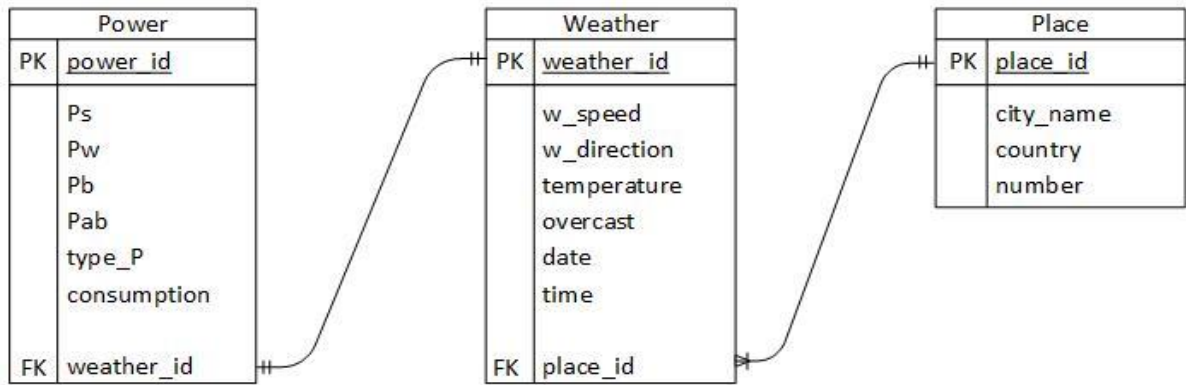 Power
PK power_id
Ps
Pw
Pb
Pab
type_P
consumption
FK weather_id
Weather
PK weather_id
w_speed
w_direction
temperature
overcast
date
time
FK place_id
Place
PK place_id
city_name
country
number